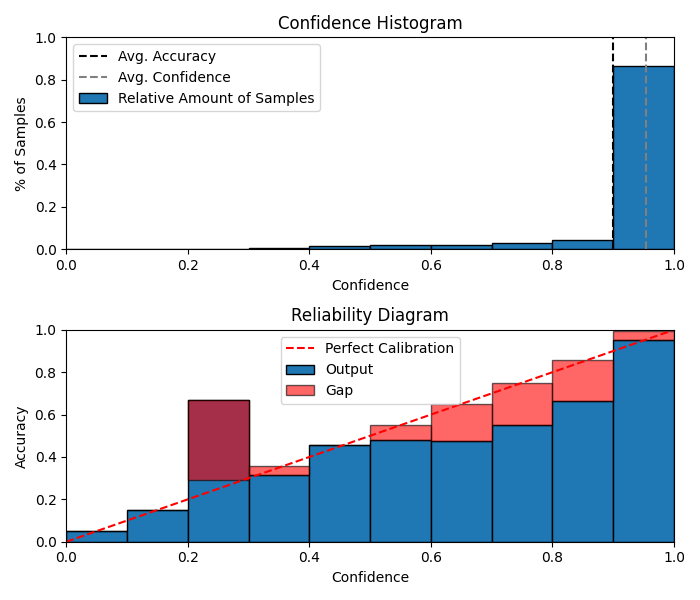 Confidence Histogram
1.0
0.8
0.6
0.4
0.2
0.0
% of Samples
Avg. Accuracy
Avg. Confidence
Relative Amount of Samples
0.0 0.2 0.4 0.6 0.8 1.0
Confidence
Reliability Diagram
1.0
0.8
0.6
0.4
0.2
0.0
Accuracy
Perfect Calibration
Output
Gap
0.0 0.2 0.4 0.6 0.8 1.0
Confidence